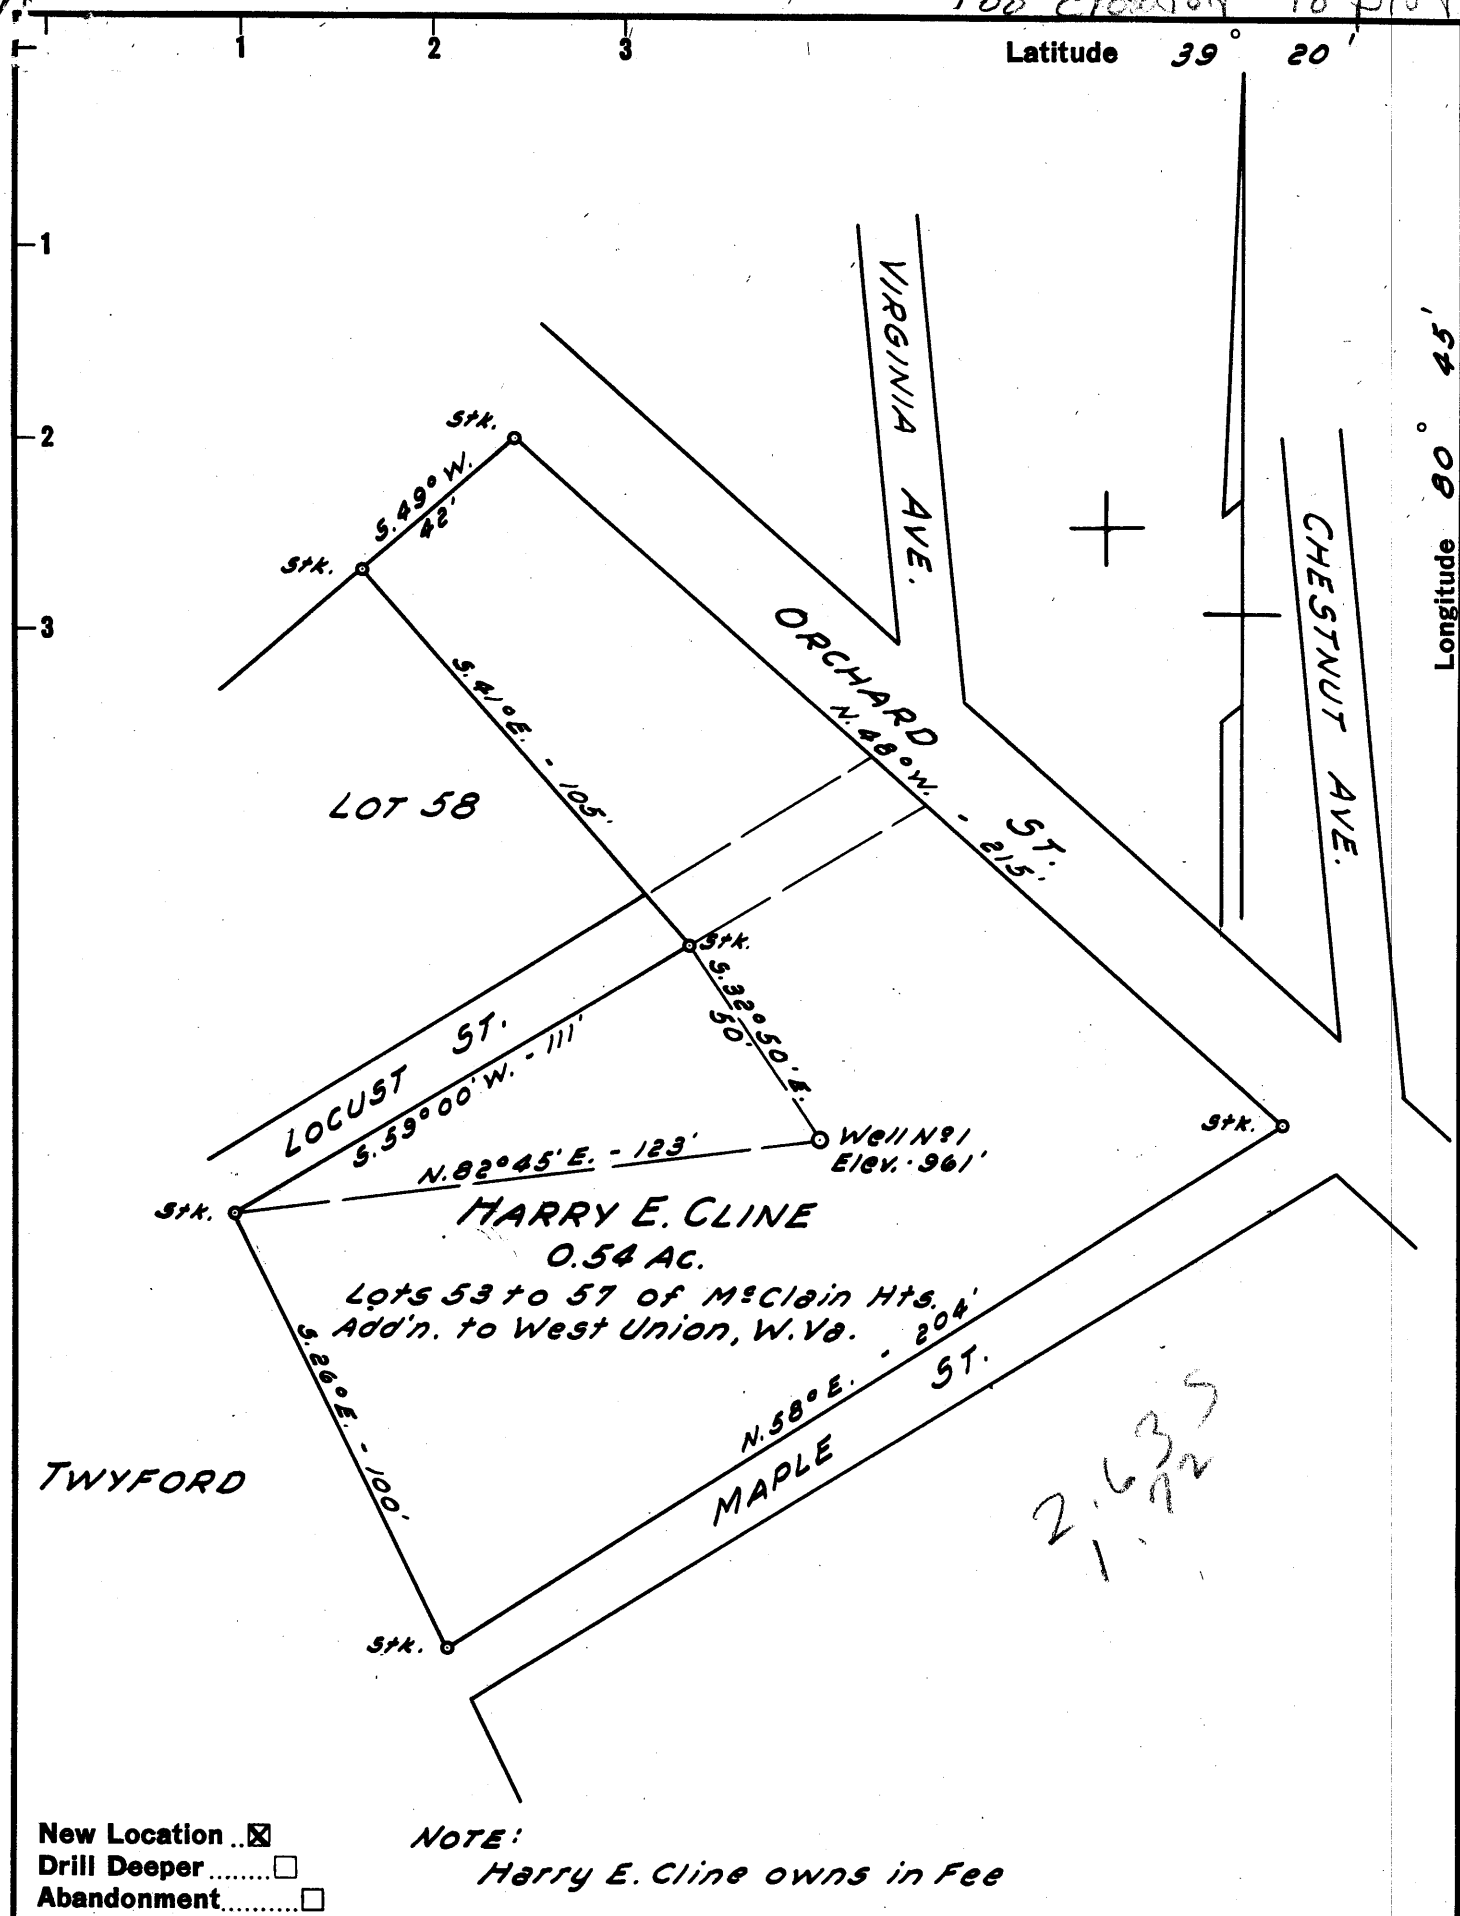 1
2
3
Latitude 39° 20'
1
2
3
Longitude 80° 45'
VIRGINIA AVE.
CHESTNUT AVE.
ORCHARD ST.
Stk.
S.49°W.
42'
Stk.
S.41°E. - 105'
N.48°W. - 215'
LOT 58
Stk.
S.32°50'E.
50'
LOCUST ST.
S.59°00'W. - 111'
N.82°45'E. - 123'
Well No 1
Elev. 961'
Stk.
Stk.
HARRY E. CLINE
0.54 Ac.
Lots 53 to 57 of McClain Hts.
Add'n. to West Union, W.Va.
S.26°E. - 100'
N.58°E. - 204'
MAPLE ST.
TWYFORD
Stk.
New Location ..☒
Drill Deeper ........☐
Abandonment..........☐
NOTE:
Harry E. Cline owns in Fee